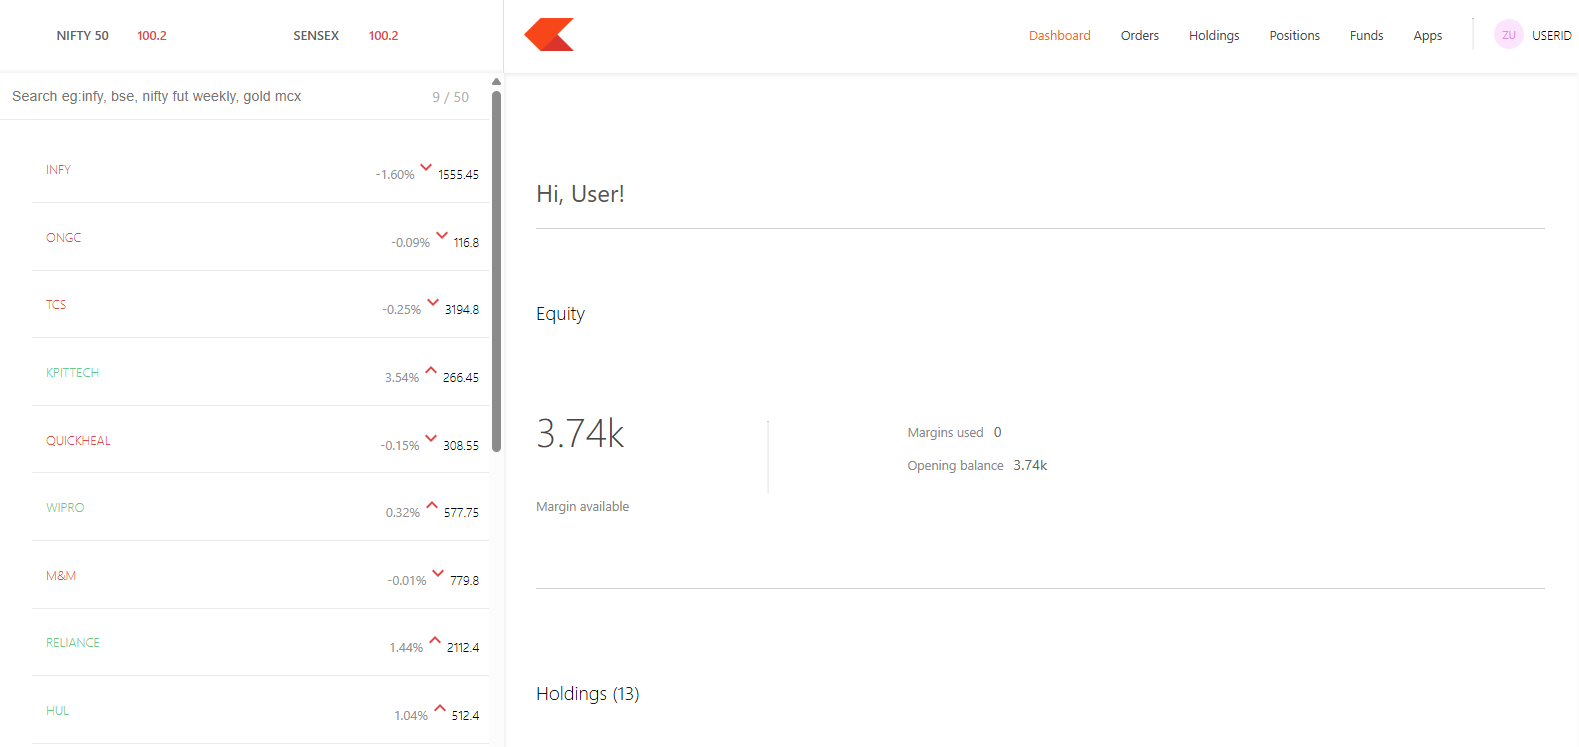 NIFTY 50 100.2 SENSEX 100.2
Dashboard Orders Holdings Positions Funds Apps ZU USERID
Search eg:infy, bse, nifty fut weekly, gold mcx 9 / 50
INFY -1.60% 1555.45
ONGC -0.09% 116.8
TCS -0.25% 3194.8
KPITTECH 3.54% 266.45
QUICKHEAL -0.15% 308.55
WIPRO 0.32% 577.75
M&M -0.01% 779.8
RELIANCE 1.44% 2112.4
HUL 1.04% 512.4
Hi, User!
Equity
3.74k
Margin available
Margins used 0
Opening balance 3.74k
Holdings (13)